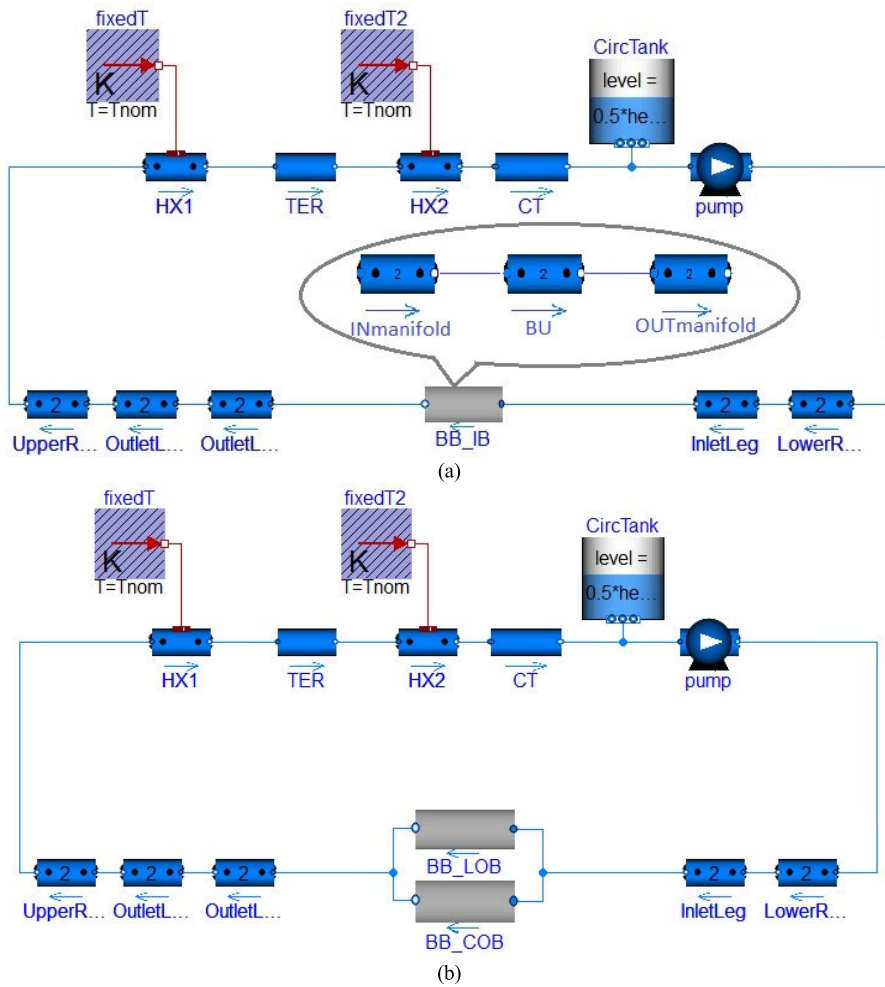 fixedT
fixedT2
CircTank
K
K
level =
0.5*he...
T=Tnom
T=Tnom
HX1
TER
HX2
CT
pump
2
2
2
INmanifold
BU
OUTmanifold
2
2
2
2
2
UpperR...
OutletL...
OutletL...
BB_IB
InletLeg
LowerR...
(a)
fixedT
fixedT2
CircTank
K
K
level =
0.5*he...
T=Tnom
T=Tnom
HX1
TER
HX2
CT
pump
BB_LOB
2
2
2
2
2
UpperR...
OutletL...
OutletL...
BB_COB
InletLeg
LowerR...
(b)